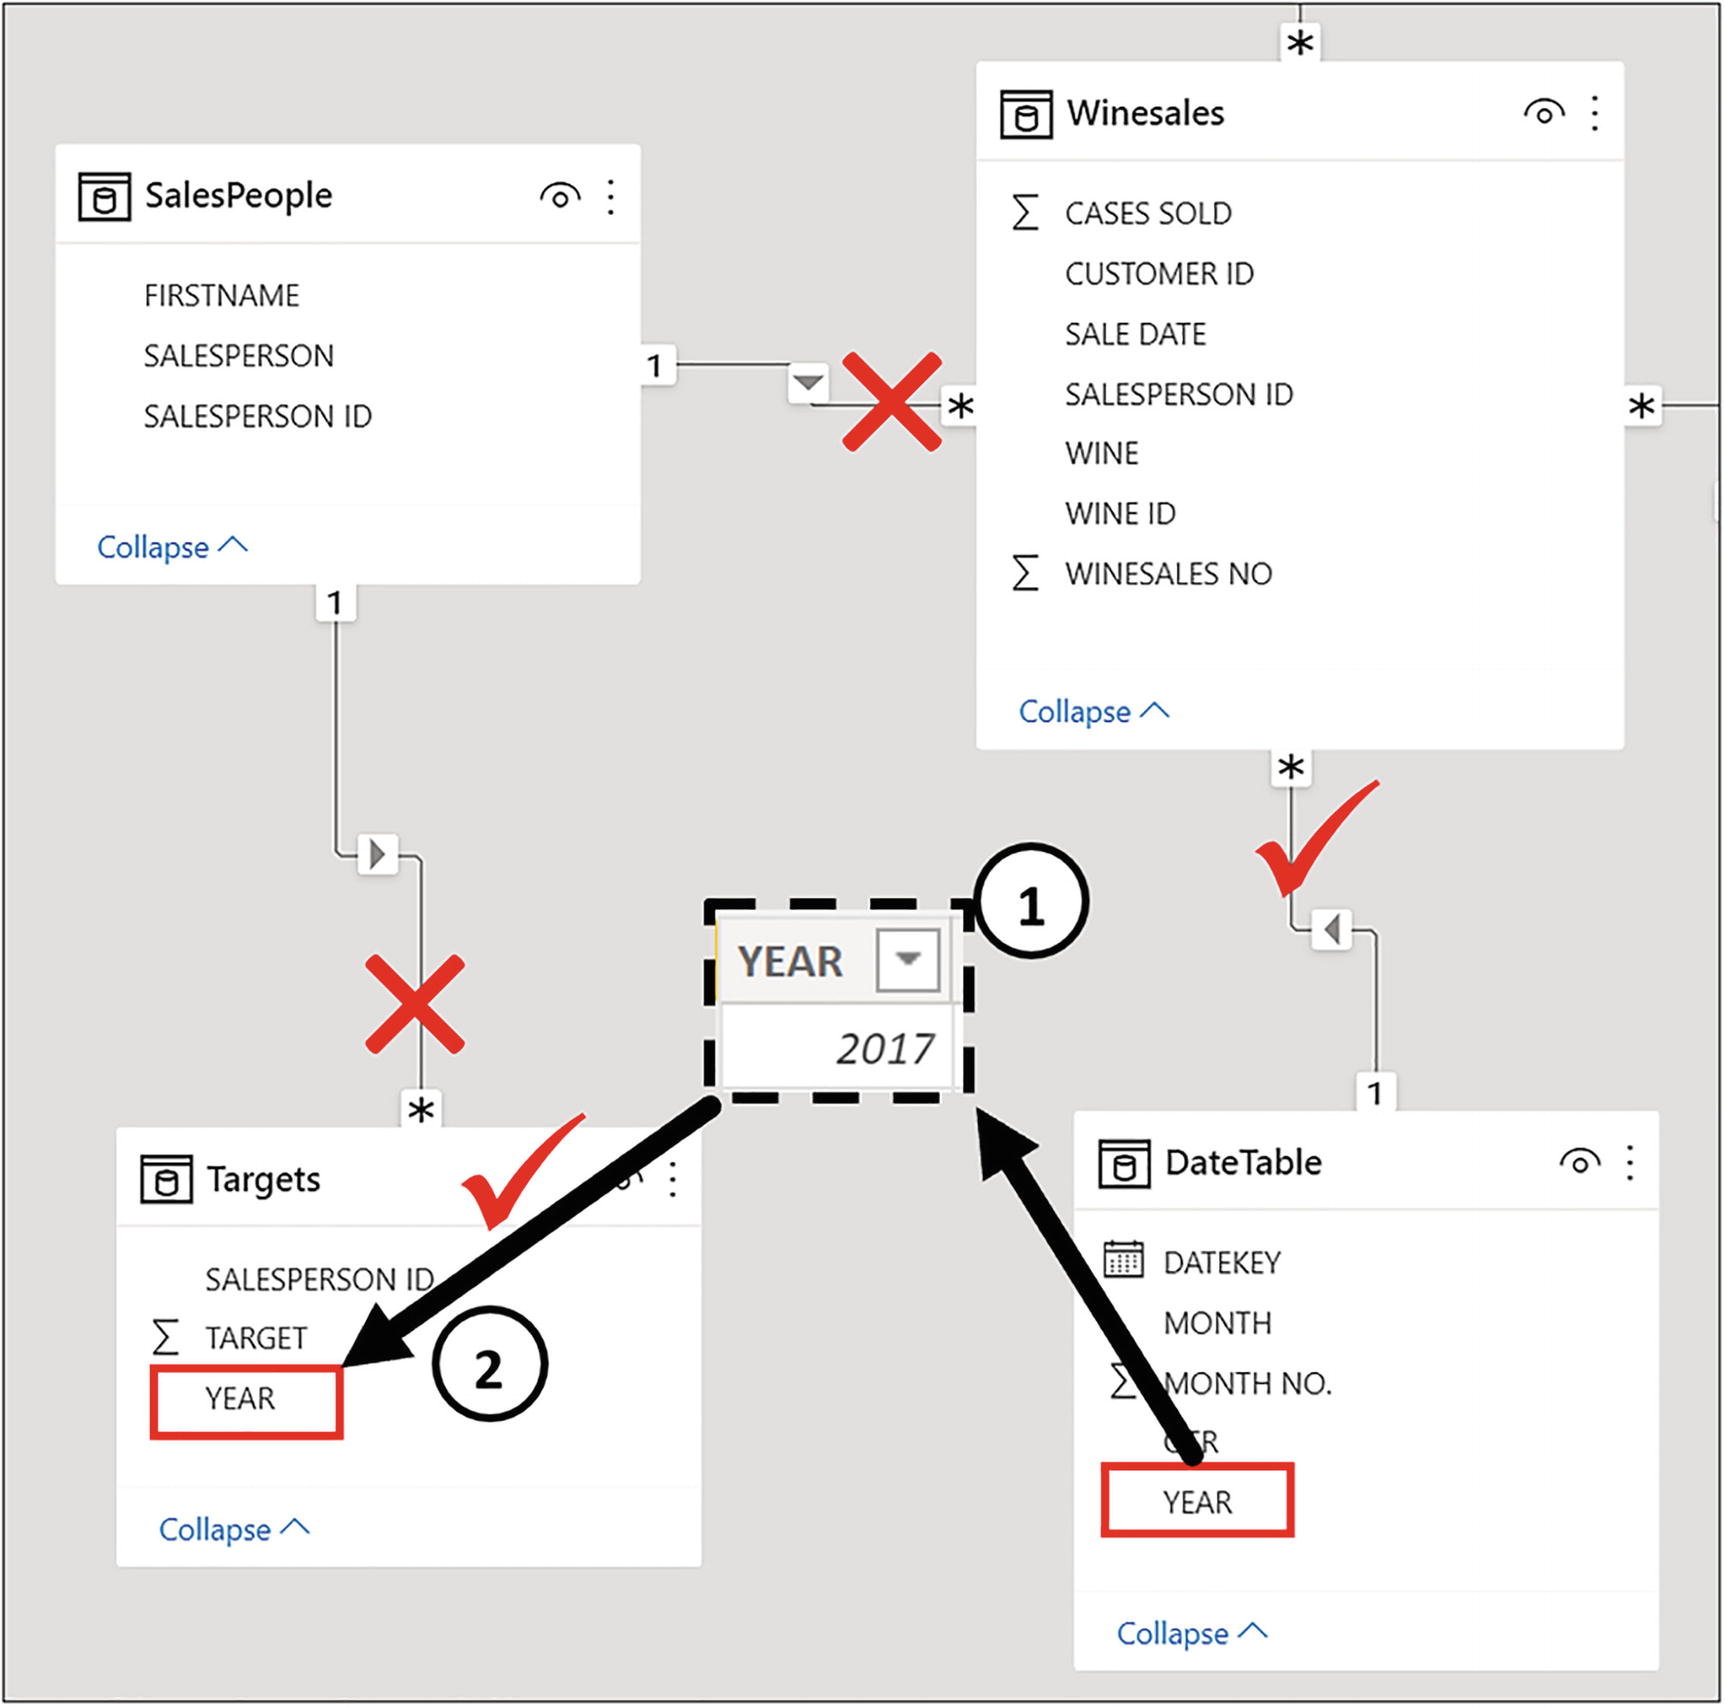 *
Winesales
CASES SOLD
CUSTOMER ID
SALE DATE
SALESPERSON ID
WINE
WINE ID
WINESALES NO
Collapse
SalesPeople
FIRSTNAME
SALESPERSON
SALESPERSON ID
Collapse
1
*
*
1
*
*
1
YEAR
2017
1
Targets
SALESPERSON ID
TARGET
YEAR
Collapse
2
DateTable
DATEKEY
MONTH
MONTH NO.
YEAR
Collapse